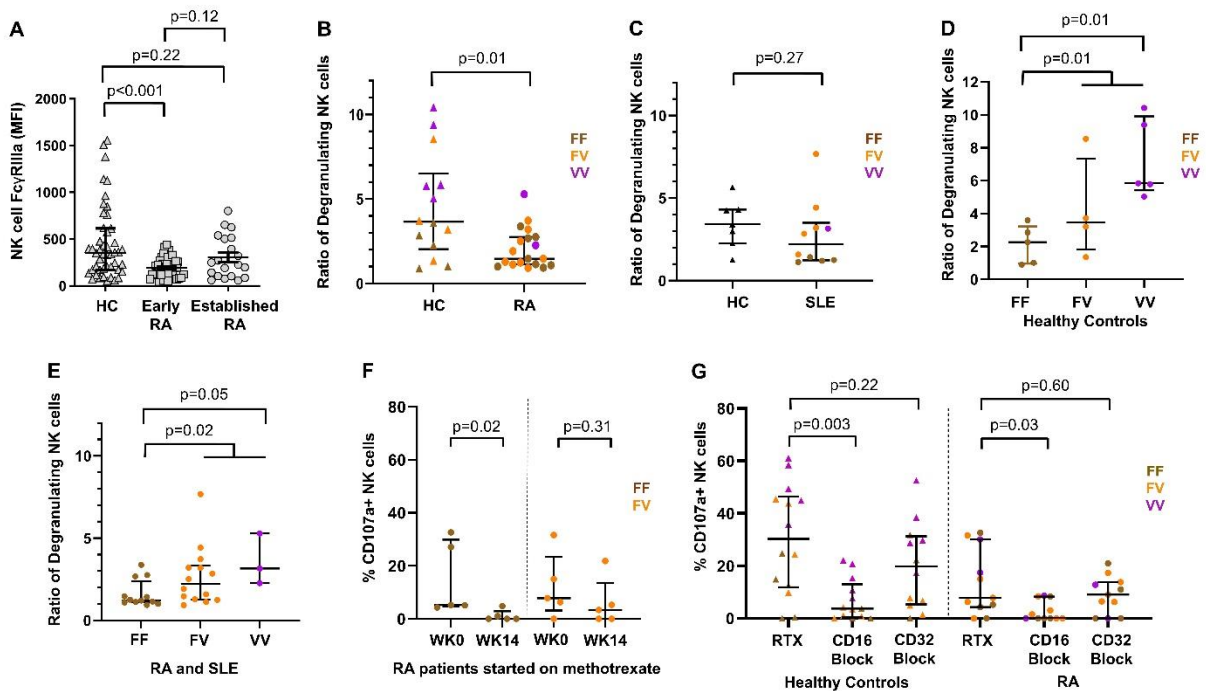 A
p=0.12
p=0.22
p<0.001
NK cell FcγRIIIa (MFI)
2000
1500
1000
500
0
HC
Early
RA
Established
RA
B
p=0.01
Ratio of Degranulating NK cells
10
5
0
HC
RA
FF
FV
VV
C
p=0.27
Ratio of Degranulating NK cells
10
5
0
HC
SLE
FF
FV
VV
D
p=0.01
p=0.01
Ratio of Degranulating NK cells
12
10
8
6
4
2
0
FF
FV
VV
Healthy Controls
E
p=0.05
p=0.02
Ratio of Degranulating NK cells
10
5
0
FF
FV
VV
RA and SLE
F
% CD107a+ NK cells
80
60
40
20
0
p=0.02
p=0.31
WK0
WK14
WK0
WK14
RA patients started on methotrexate
FF
FV
G
p=0.22
p=0.60
p=0.003
p=0.03
% CD107a+ NK cells
80
60
40
20
0
RTX
CD16
Block
CD32
Block
RTX
CD16
Block
CD32
Block
Healthy Controls
RA
FF
FV
VV